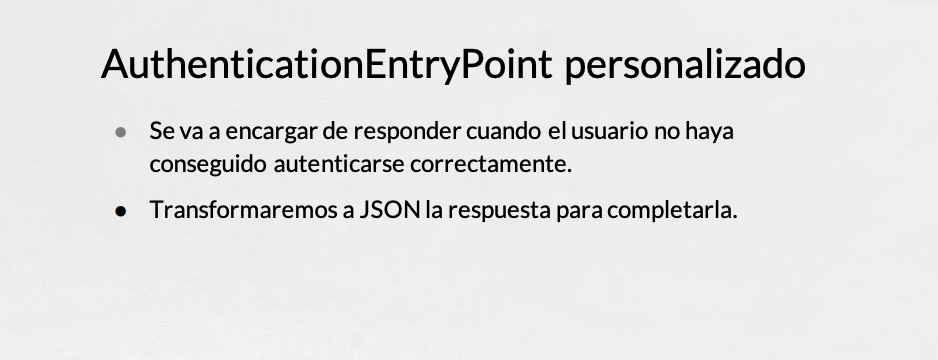 AuthenticationEntryPoint personalizado
● Se va a encargar de responder cuando el usuario no haya
conseguido autenticarse correctamente.
● Transformaremos a JSON la respuesta para completarla.